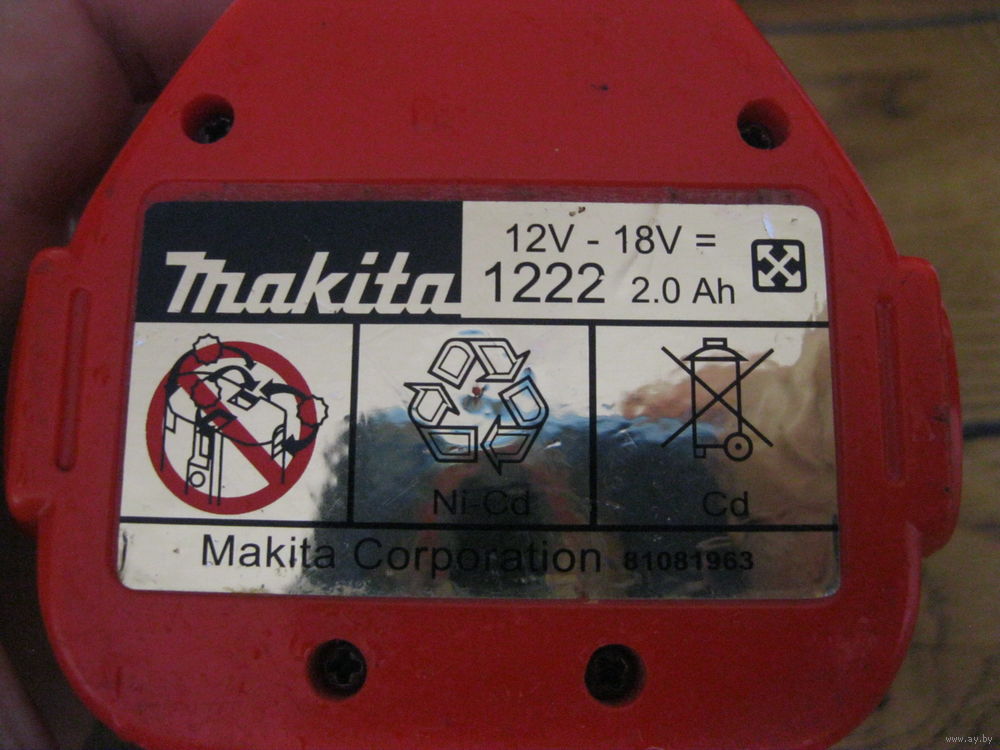 makita
12V - 18V =
1222 2.0 Ah
Ni-Cd
Cd
Makita Corporation 81081963
www.ay.by